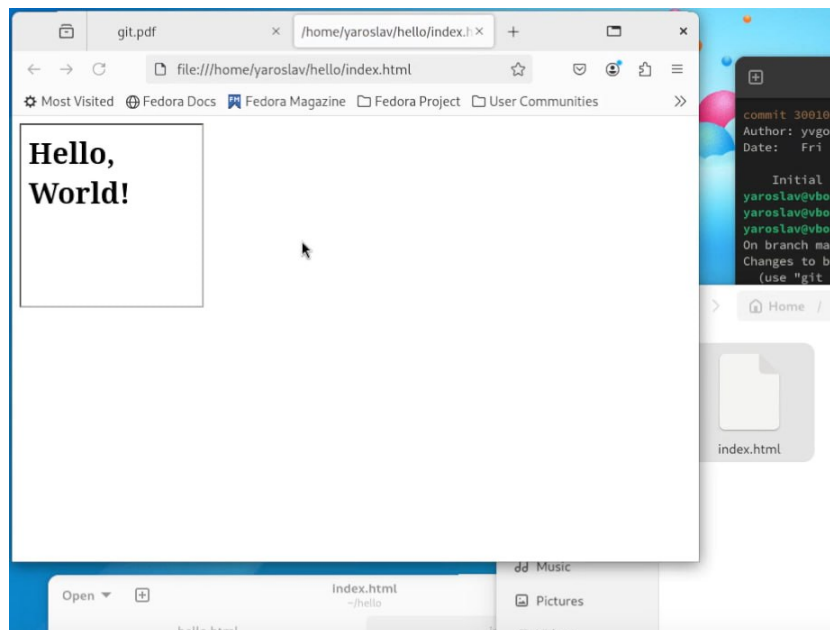 git.pdf
/home/yaroslav/hello/index.h
file:///home/yaroslav/hello/index.html
Most Visited Fedora Docs Fedora Magazine Fedora Project User Communities
Hello,
World!
commit 30010
Author: yvgo
Date: Fri
Initial
yaroslav@vbo
yaroslav@vbo
yaroslav@vbo
On branch ma
Changes to b
(use "git
Home /
index.html
Music
Pictures
Open
index.html
~/hello
hello.html